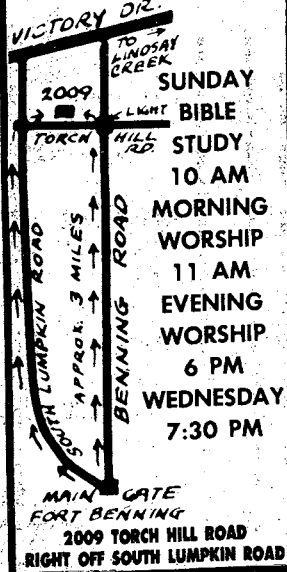 VICTORY DR.
TO
LINDSAY
CREEK
2009
LIGHT
TORCH HILL
RD.
SOUTH LUMPKIN ROAD
APPROX. 3 MILES
BENNING ROAD
MAIN GATE
FORT BENNING
SUNDAY
BIBLE
STUDY
10 AM
MORNING
WORSHIP
11 AM
EVENING
WORSHIP
6 PM
WEDNESDAY
7:30 PM
2009 TORCH HILL ROAD
RIGHT OFF SOUTH LUMPKIN ROAD